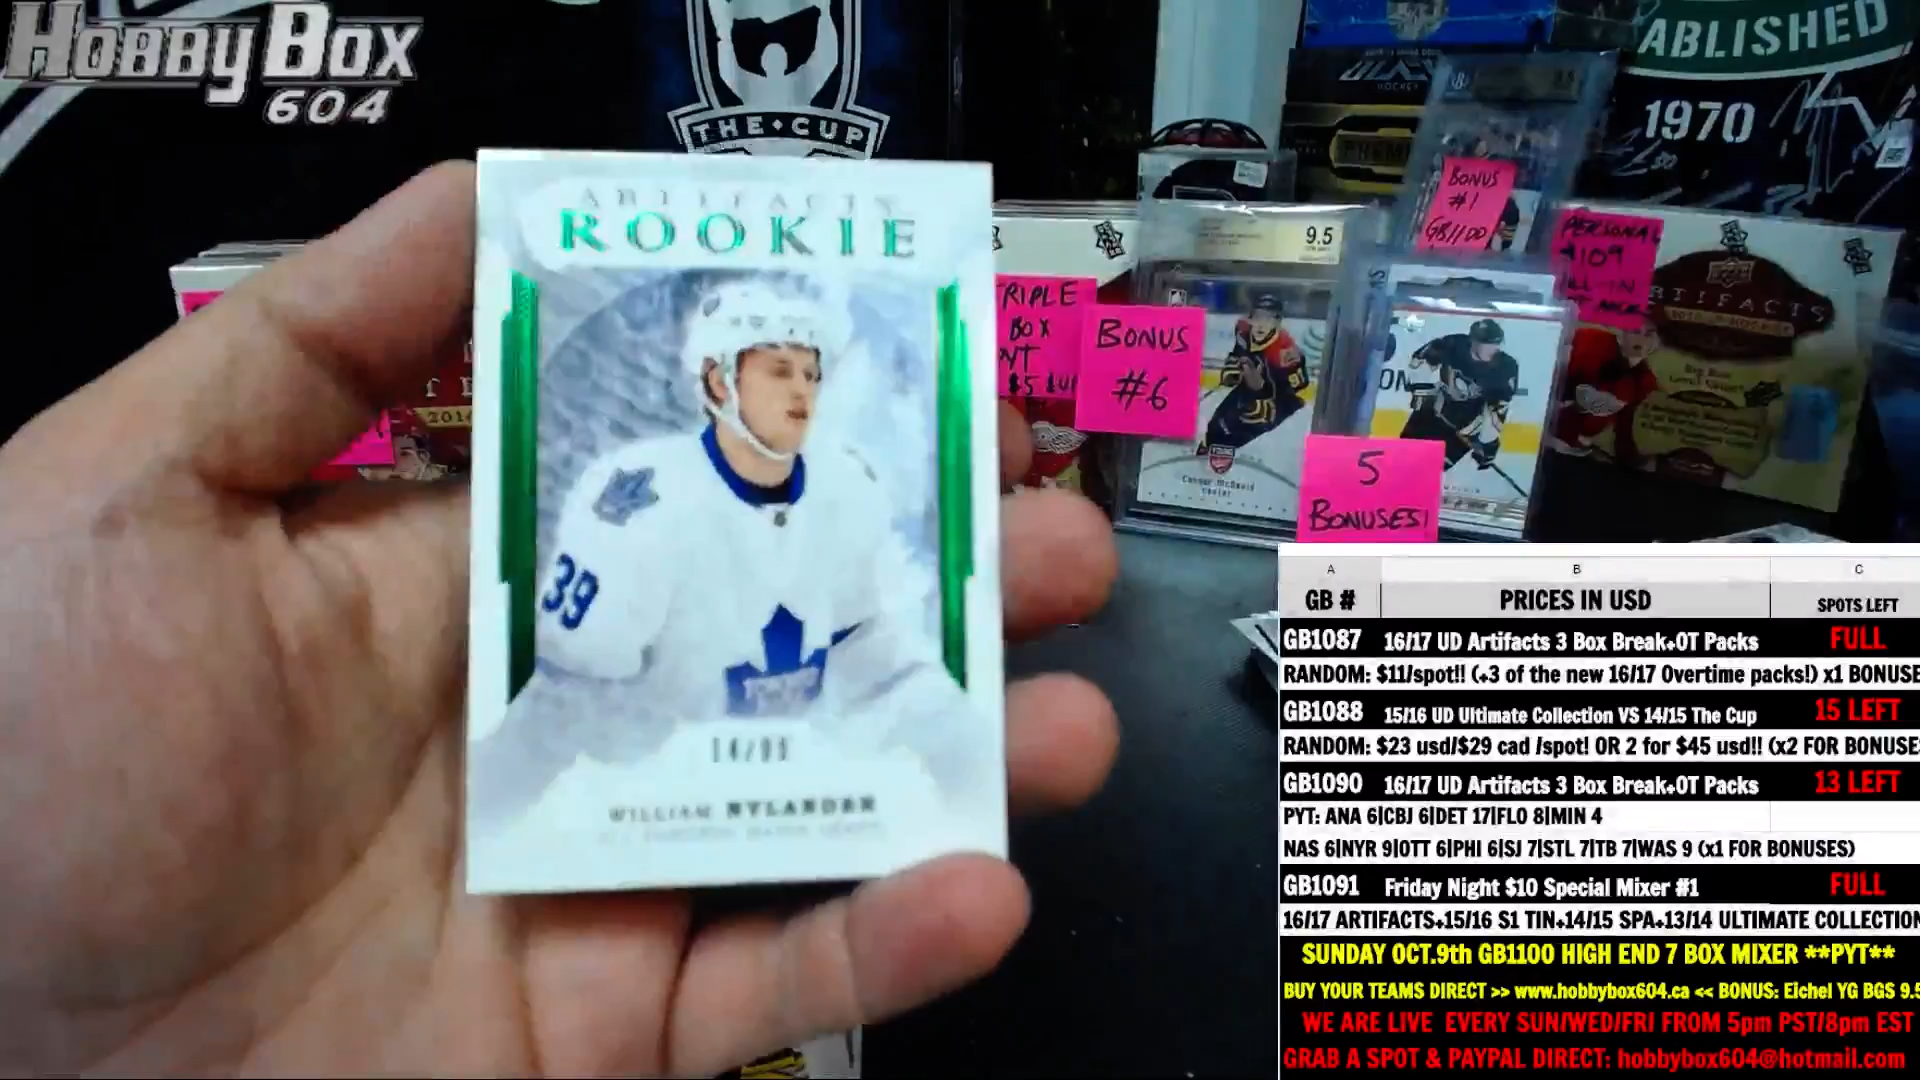 HOBBY BOX
604
THE CUP
ABLISHED
1970
ARTIFACTS
ROOKIE
39
WILLIAM NYLANDER
BONUS
#1
GB1100
9.5
PERSONAL
$109
TRIPLE
BOX
PYT
BONUS
#6
91
Connor McDavid
Center
5
BONUSES!
ARTIFACTS
A B C
GB # PRICES IN USD SPOTS LEFT
GB1087 16/17 UD Artifacts 3 Box Break+OT Packs FULL
RANDOM: $11/spot!! (+3 of the new 16/17 Overtime packs!) x1 BONUSE
GB1088 15/16 UD Ultimate Collection VS 14/15 The Cup 15 LEFT
RANDOM: $23 usd/$29 cad /spot! OR 2 for $45 usd!! (x2 FOR BONUSE
GB1090 16/17 UD Artifacts 3 Box Break+OT Packs 13 LEFT
PYT: ANA 6|CBJ 6|DET 17|FLO 8|MIN 4
NAS 6|NYR 9|OTT 6|PHI 6|SJ 7|STL 7|TB 7|WAS 9 (x1 FOR BONUSES)
GB1091 Friday Night $10 Special Mixer #1 FULL
16/17 ARTIFACTS+15/16 S1 TIN+14/15 SPA+13/14 ULTIMATE COLLECTION
SUNDAY OCT.9th GB1100 HIGH END 7 BOX MIXER **PYT**
BUY YOUR TEAMS DIRECT >> www.hobbybox604.ca << BONUS: Eichel YG BGS 9.5
WE ARE LIVE EVERY SUN/WED/FRI FROM 5pm PST/8pm EST
GRAB A SPOT & PAYPAL DIRECT: hobbybox604@hotmail.com